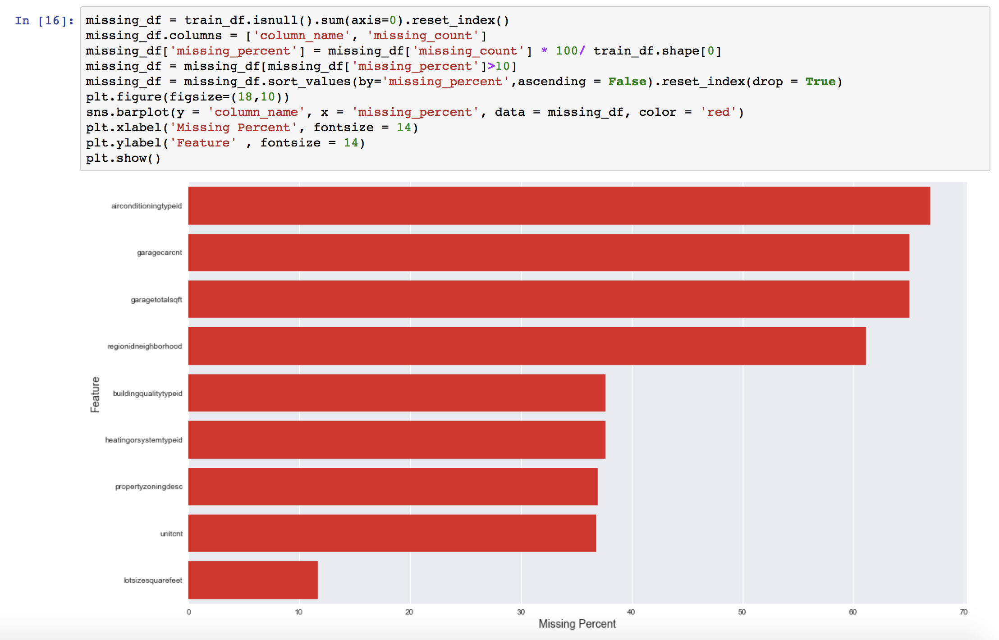 In [16]:
missing_df = train_df.isnull().sum(axis=0).reset_index()
missing_df.columns = ['column_name', 'missing_count']
missing_df['missing_percent'] = missing_df['missing_count'] * 100/ train_df.shape[0]
missing_df = missing_df[missing_df['missing_percent']>10]
missing_df = missing_df.sort_values(by='missing_percent',ascending = False).reset_index(drop = True)
plt.figure(figsize=(18,10))
sns.barplot(y = 'column_name', x = 'missing_percent', data = missing_df, color = 'red')
plt.xlabel('Missing Percent', fontsize = 14)
plt.ylabel('Feature' , fontsize = 14)
plt.show()
airconditioningtypeid
garagecarcnt
garagetotalsqft
regionidneighborhood
Feature
buildingqualitytypeid
heatingorsystemtypeid
propertyzoningdesc
unitcnt
lotsizesquarefeet
0 10 20 30 40 50 60 70
Missing Percent